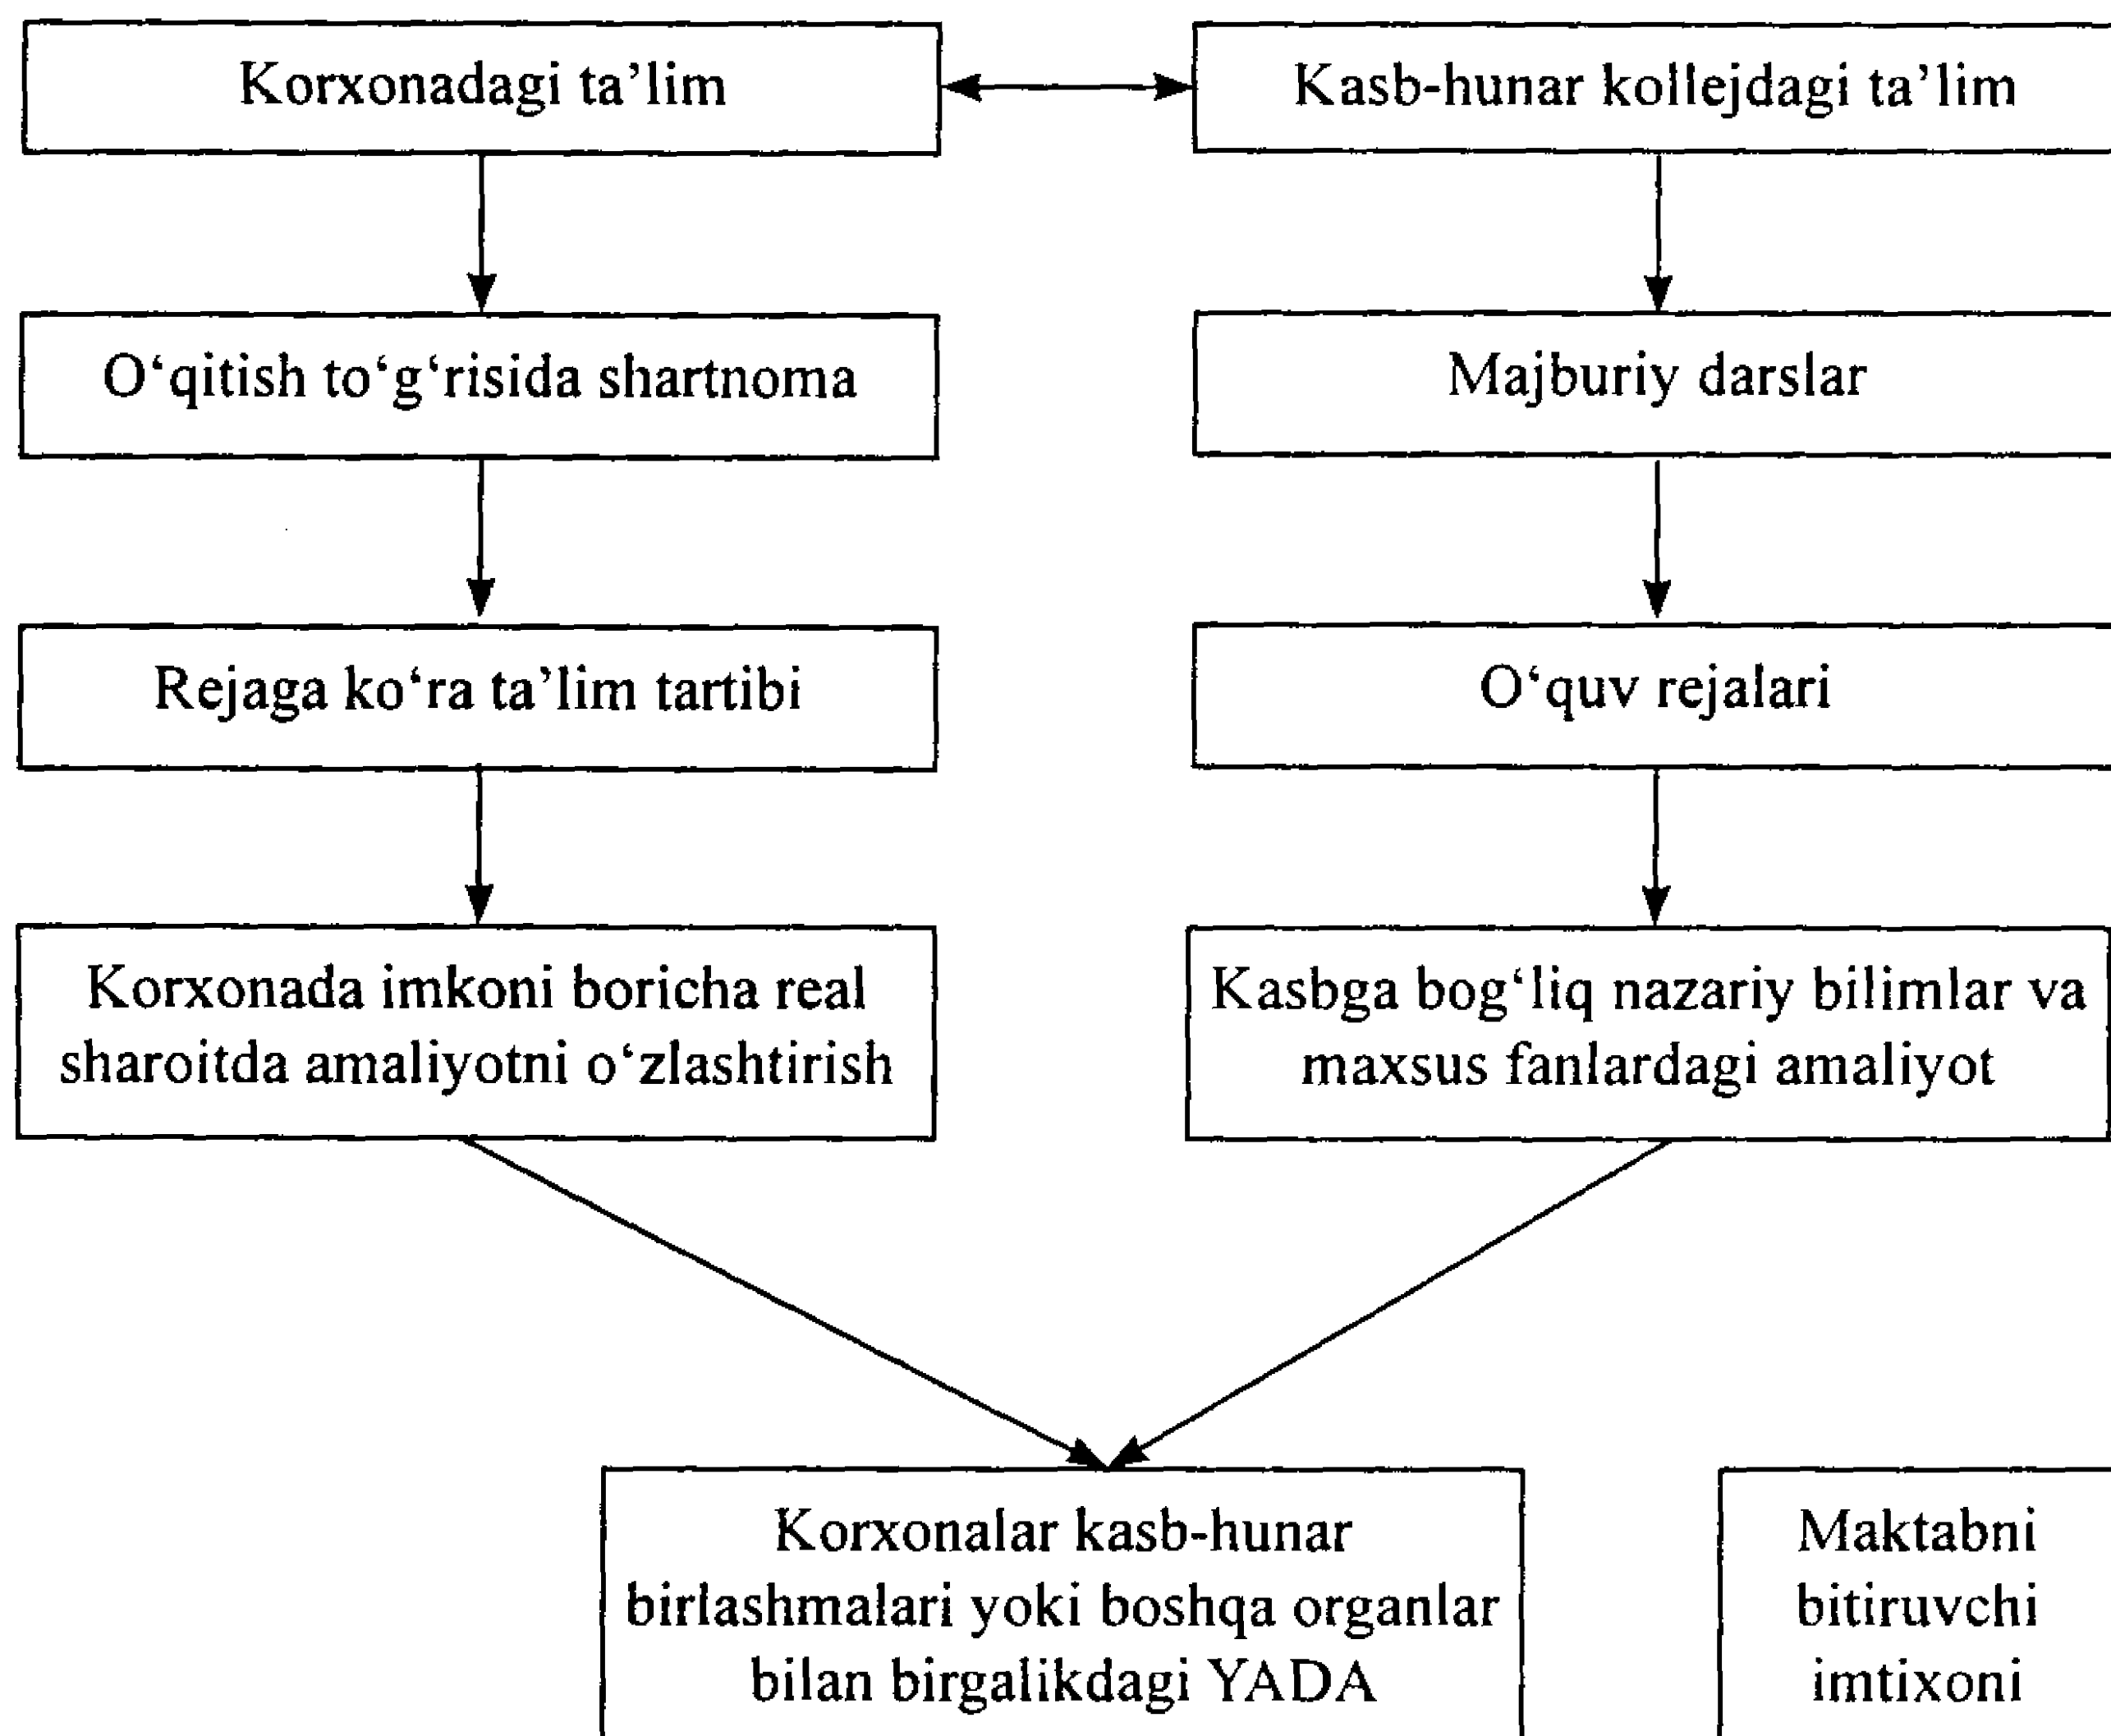 Korxonadagi ta’lim
Kasb-hunar kollejdagi ta’lim
O‘qitish to‘g‘risida shartnoma
Majburiy darslar
Rejaga ko‘ra ta’lim tartibi
O‘quv rejalari
Korxonada imkoni boricha real
sharoitda amaliyotni o‘zlashtirish
Kasbga bog‘liq nazariy bilimlar va
maxsus fanlardagi amaliyot
Korxonalar kasb-hunar
birlashmalari yoki boshqa organlar
bilan birgalikdagi YADA
Maktabni
bitiruvchi
imtixoni